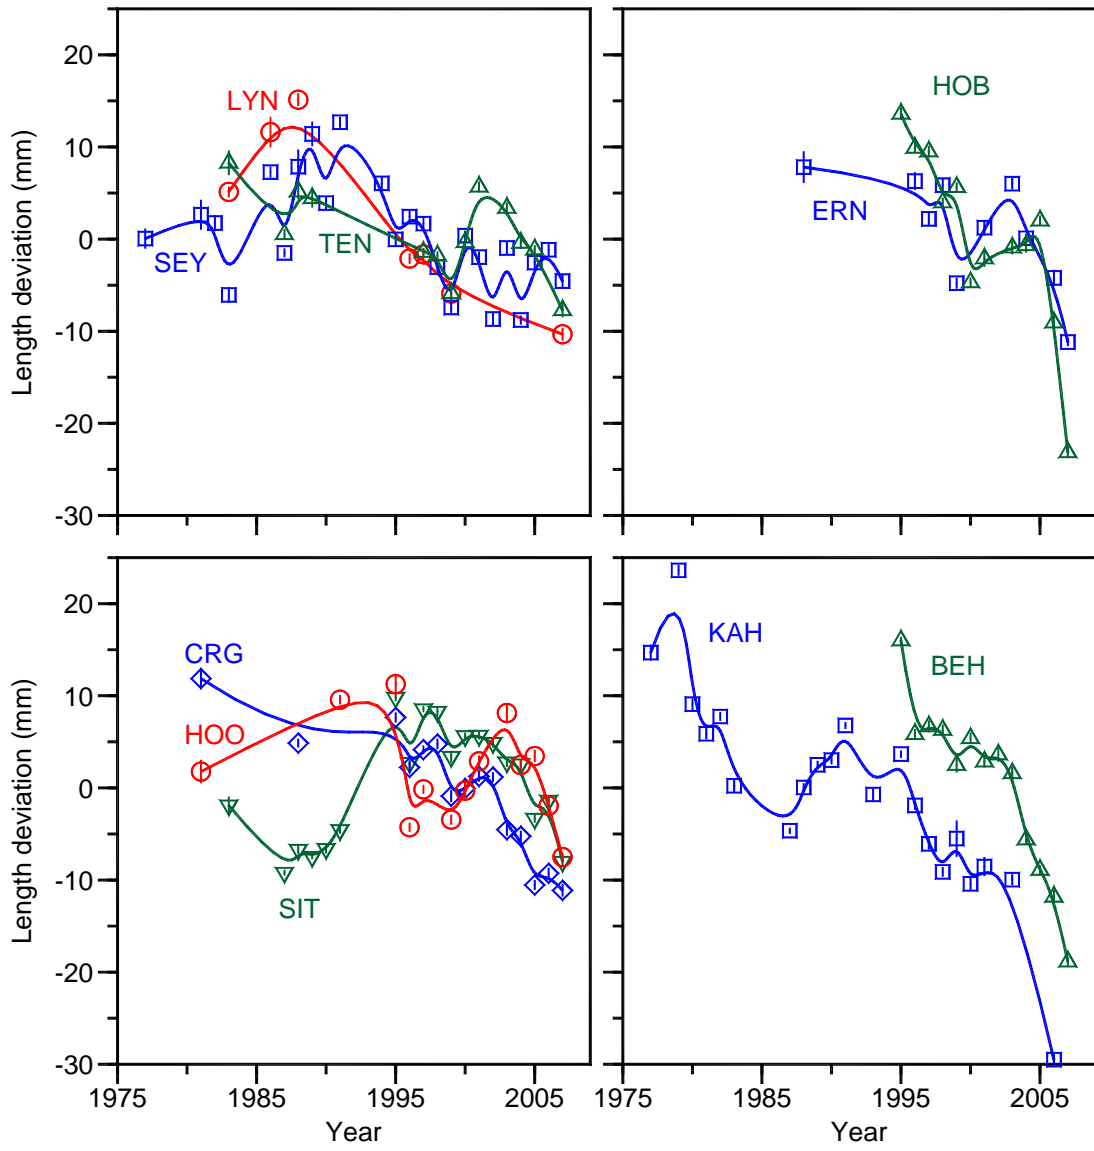 20
10
0
-10
-20
-30
Length deviation (mm)
LYN
SEY
TEN
HOB
ERN
20
10
0
-10
-20
-30
Length deviation (mm)
CRG
HOO
SIT
KAH
BEH
1975 1985 1995 2005
1975 1985 1995 2005
Year
Year